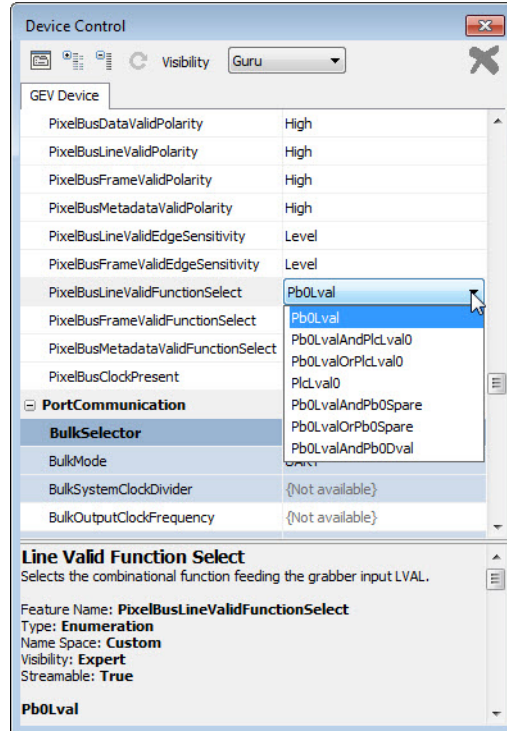 Device Control
Visibility Guru
GEV Device
PixelBusDataValidPolarity High
PixelBusLineValidPolarity High
PixelBusFrameValidPolarity High
PixelBusMetadataValidPolarity High
PixelBusLineValidEdgeSensitivity Level
PixelBusFrameValidEdgeSensitivity Level
PixelBusLineValidFunctionSelect Pb0Lval
PixelBusFrameValidFunctionSelect Pb0Lval
PixelBusMetadataValidFunctionSelect Pb0LvalAndPlcLval0
Pb0LvalOrPlcLval0
PixelBusClockPresent PlcLval0
PortCommunication Pb0LvalAndPb0Spare
BulkSelector Pb0LvalOrPb0Spare
Pb0LvalAndPb0Dval
BulkMode UART
BulkSystemClockDivider {Not available}
BulkOutputClockFrequency {Not available}
Line Valid Function Select
Selects the combinational function feeding the grabber input LVAL.
Feature Name: PixelBusLineValidFunctionSelect
Type: Enumeration
Name Space: Custom
Visibility: Expert
Streamable: True
Pb0Lval